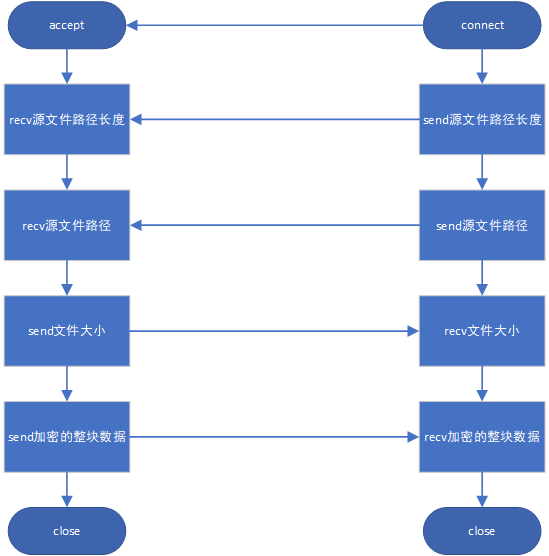 accept
connect
recv源文件路径长度
send源文件路径长度
recv源文件路径
send源文件路径
send文件大小
recv文件大小
send加密的整块数据
recv加密的整块数据
close
close